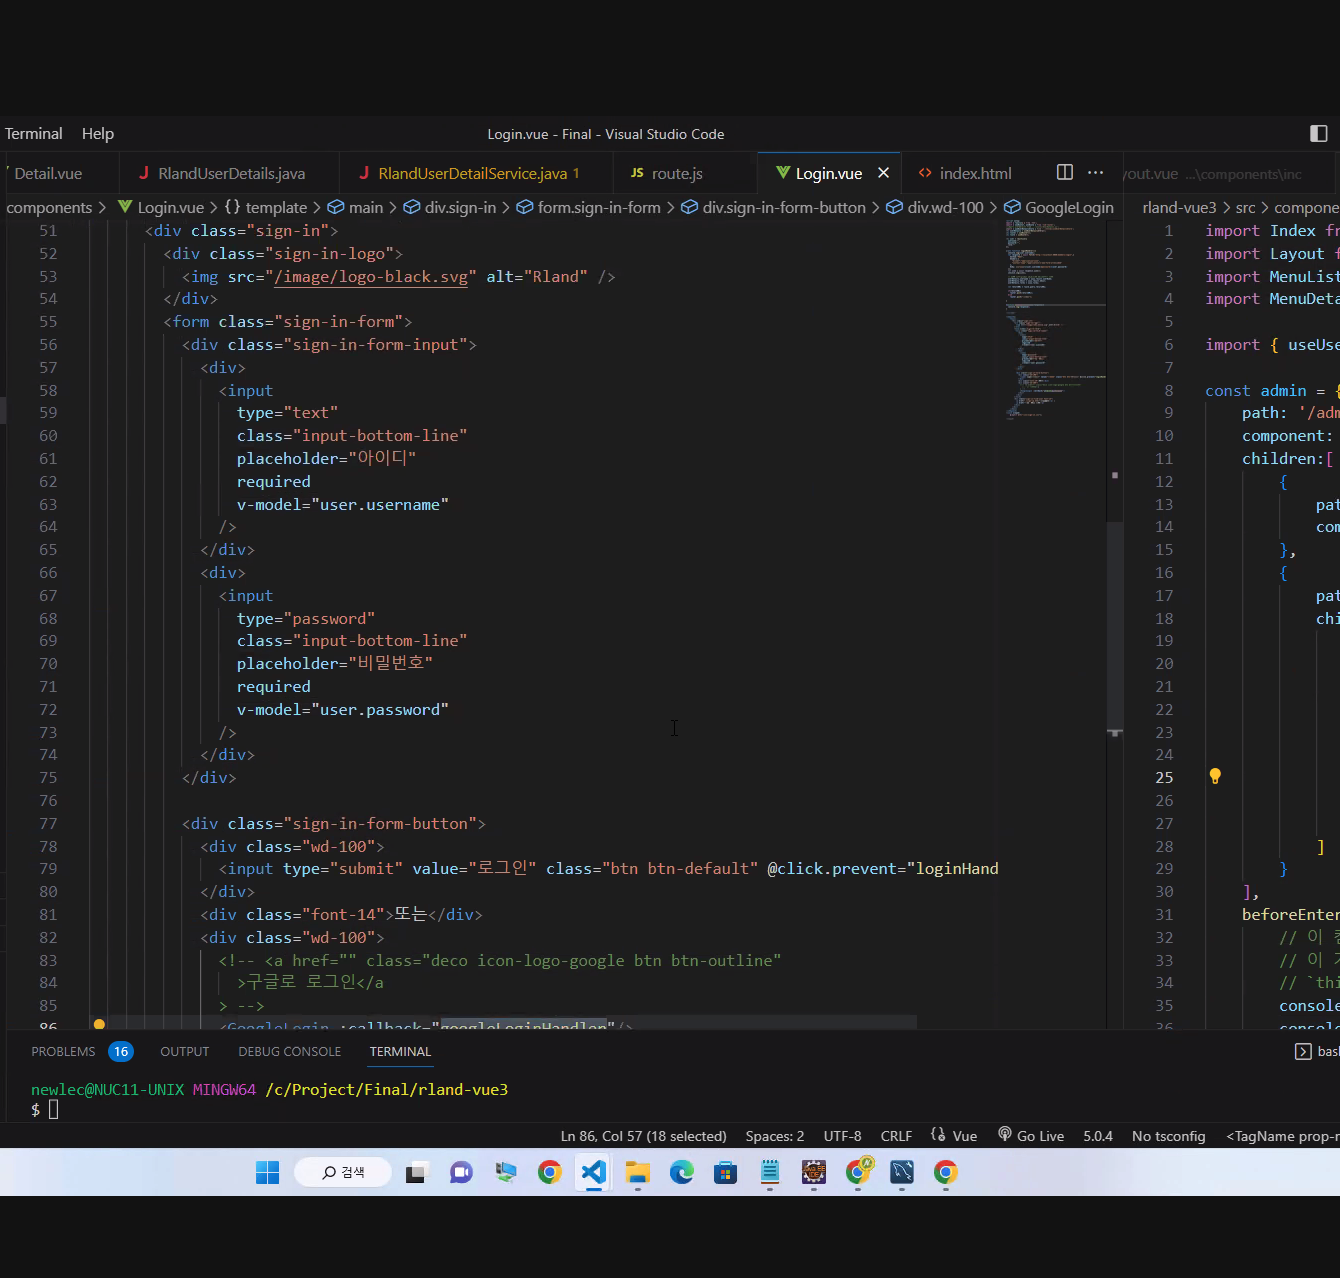 Terminal Help
Login.vue - Final - Visual Studio Code
Detail.vue
J RlandUserDetails.java
J RlandUserDetailService.java 1
JS route.js
Login.vue
<> index.html
yout.vue ...\components\inc
components > Login.vue > {} template > main > div.sign-in > form.sign-in-form > div.sign-in-form-button > div.wd-100 > GoogleLogin
rland-vue3 > src > compone
51 <div class="sign-in">
52 <div class="sign-in-logo">
53 <img src="/image/logo-black.svg" alt="Rland" />
54 </div>
55 <form class="sign-in-form">
56 <div class="sign-in-form-input">
57 <div>
58 <input
59 type="text"
60 class="input-bottom-line"
61 placeholder="아이디"
62 required
63 v-model="user.username"
64 />
65 </div>
66 <div>
67 <input
68 type="password"
69 class="input-bottom-line"
70 placeholder="비밀번호"
71 required
72 v-model="user.password"
73 />
74 </div>
75 </div>
76
77 <div class="sign-in-form-button">
78 <div class="wd-100">
79 <input type="submit" value="로그인" class="btn btn-default" @click.prevent="loginHand
80 </div>
81 <div class="font-14">또는</div>
82 <div class="wd-100">
83 <!-- <a href="" class="deco icon-logo-google btn btn-outline"
84 >구글로 로그인</a
85 > -->
86 <GoogleLogin :callback="googleLoginHandler"/>
1 import Index fr
2 import Layout f
3 import MenuList
4 import MenuDeta
5
6 import { useUse
7
8 const admin = {
9 path: '/adm
10 component:
11 children:[
12 {
13 pat
14 com
15 },
16 {
17 pat
18 chi
19
20
21
22
23
24
25
26
27
28 ]
29 }
30 ],
31 beforeEnter
32 // 이
33 // 이
34 // `thi
35 conso
36 conso
PROBLEMS 16 OUTPUT DEBUG CONSOLE TERMINAL
bas
newlec@NUC11-UNIX MINGW64 /c/Project/Final/rland-vue3
$
Ln 86, Col 57 (18 selected) Spaces: 2 UTF-8 CRLF Vue Go Live 5.0.4 No tsconfig <TagName prop-n
검색